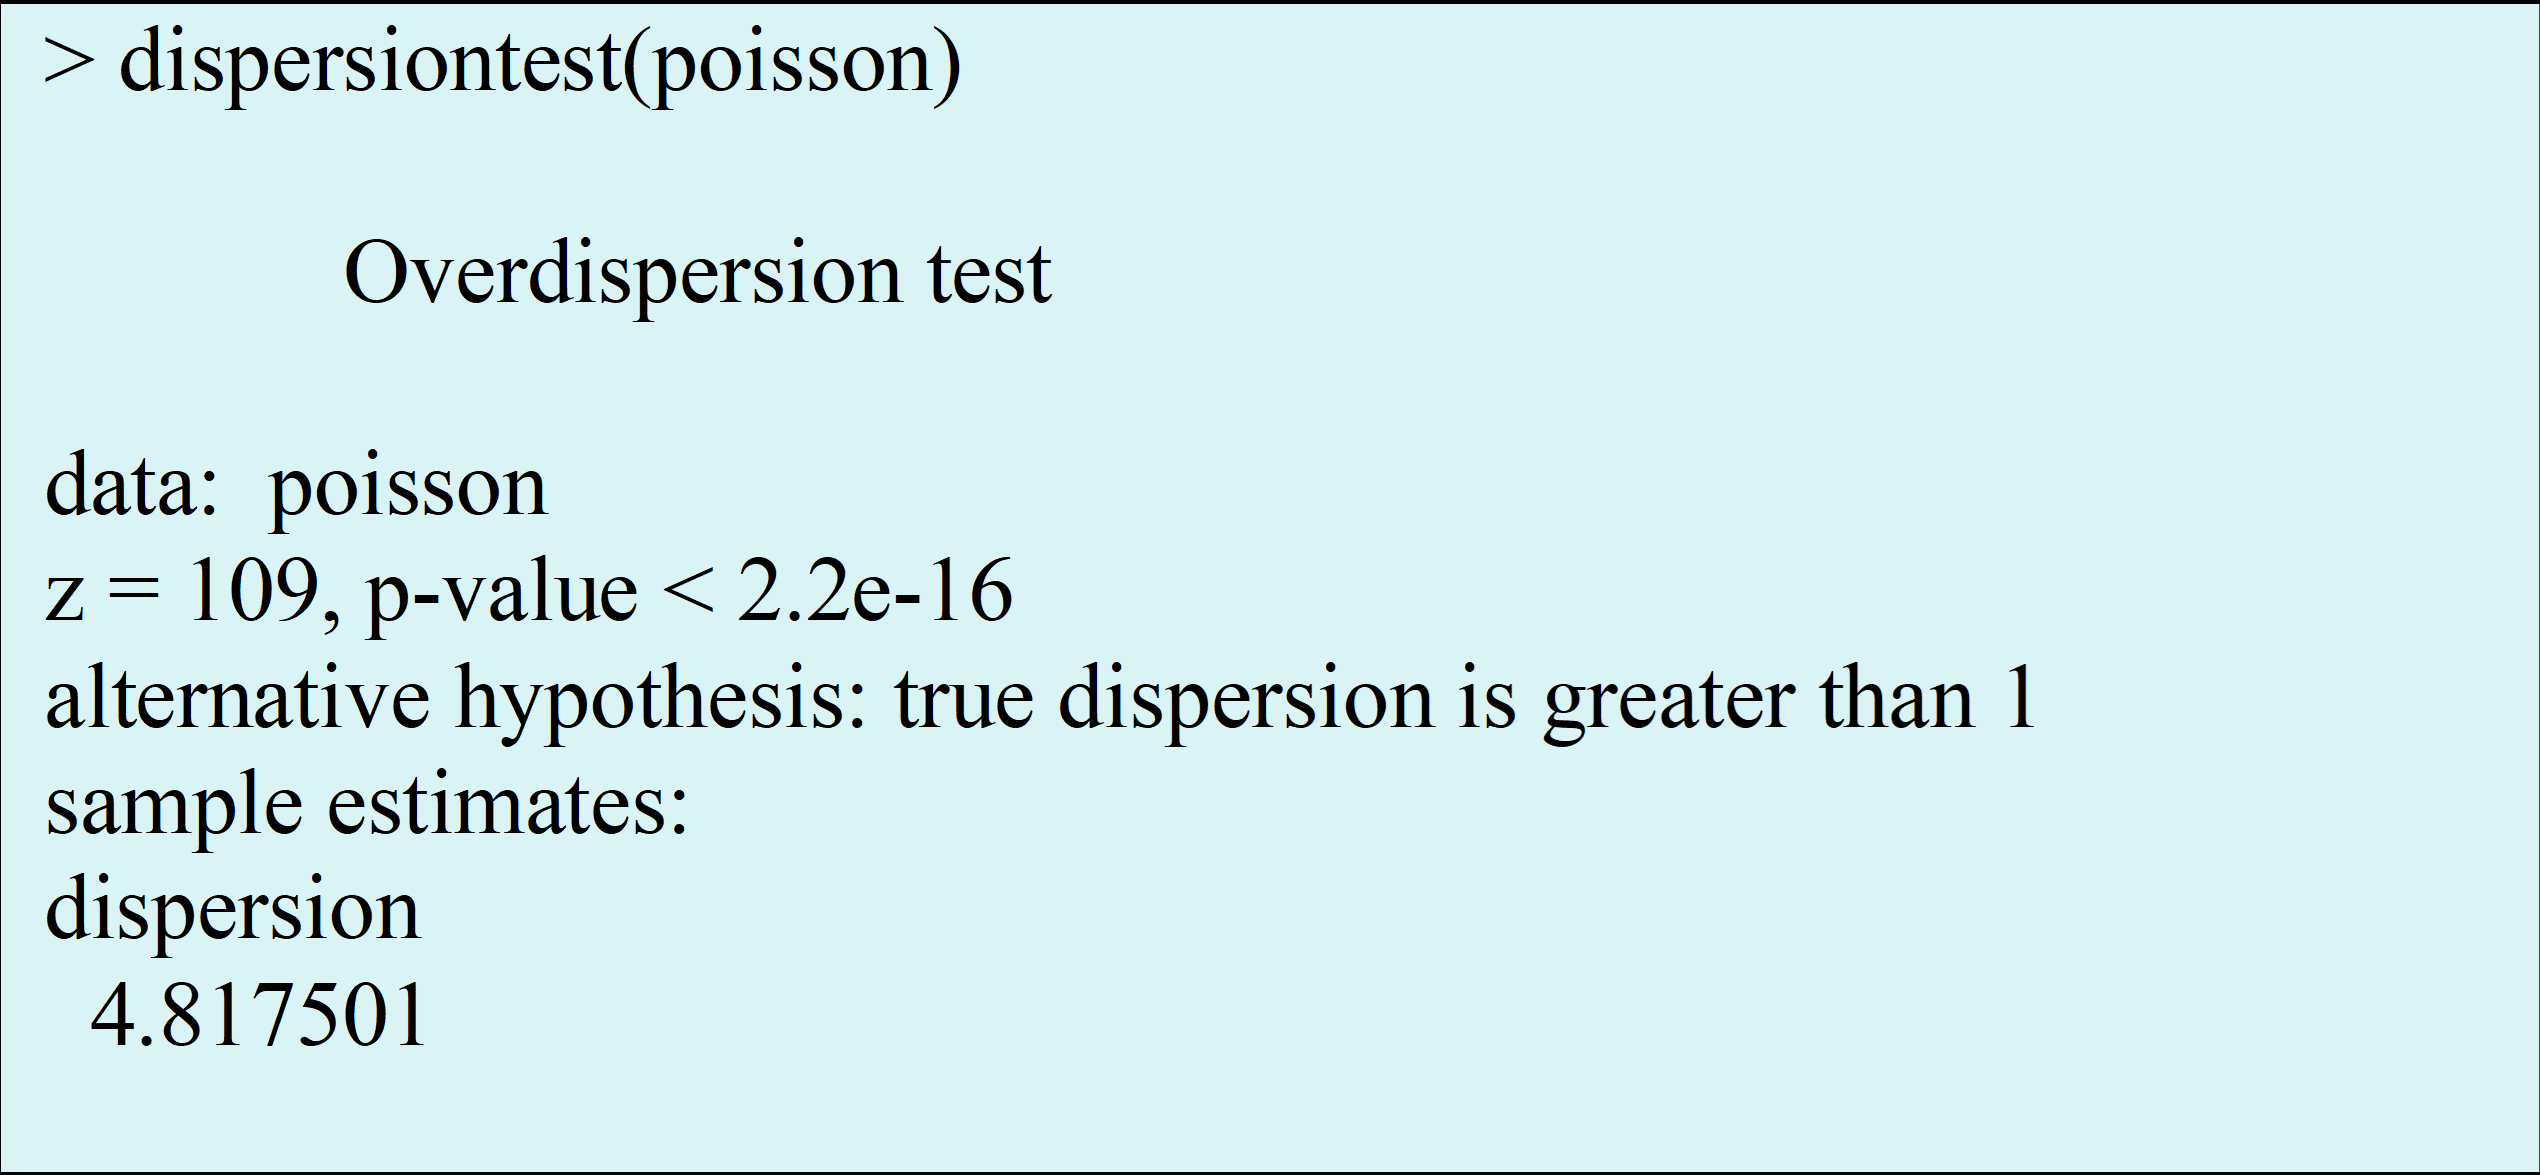 > dispersiontest(poisson)
Overdispersion test
data:  poisson
z = 109, p-value < 2.2e-16
alternative hypothesis: true dispersion is greater than 1
sample estimates:
dispersion
4.817501